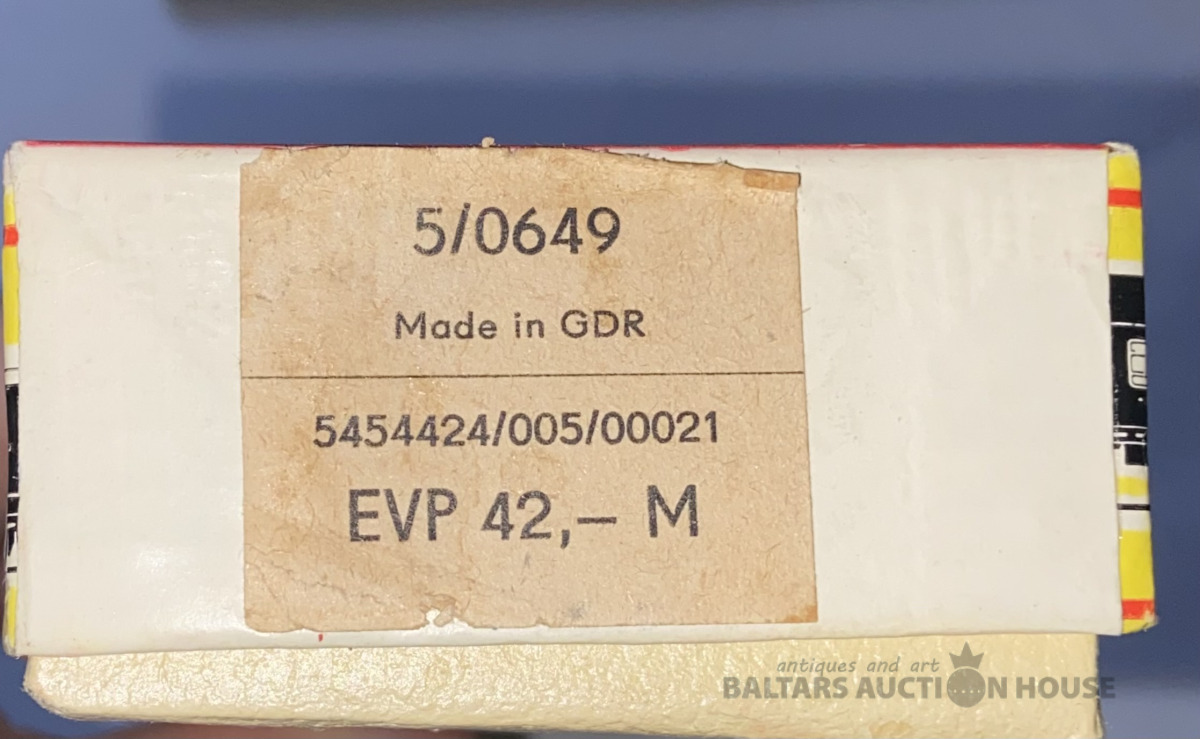 5/0649
Made in GDR
5454424/005/00021
EVP 42,– M
antiques and art
BALTARS AUCTION HOUSE